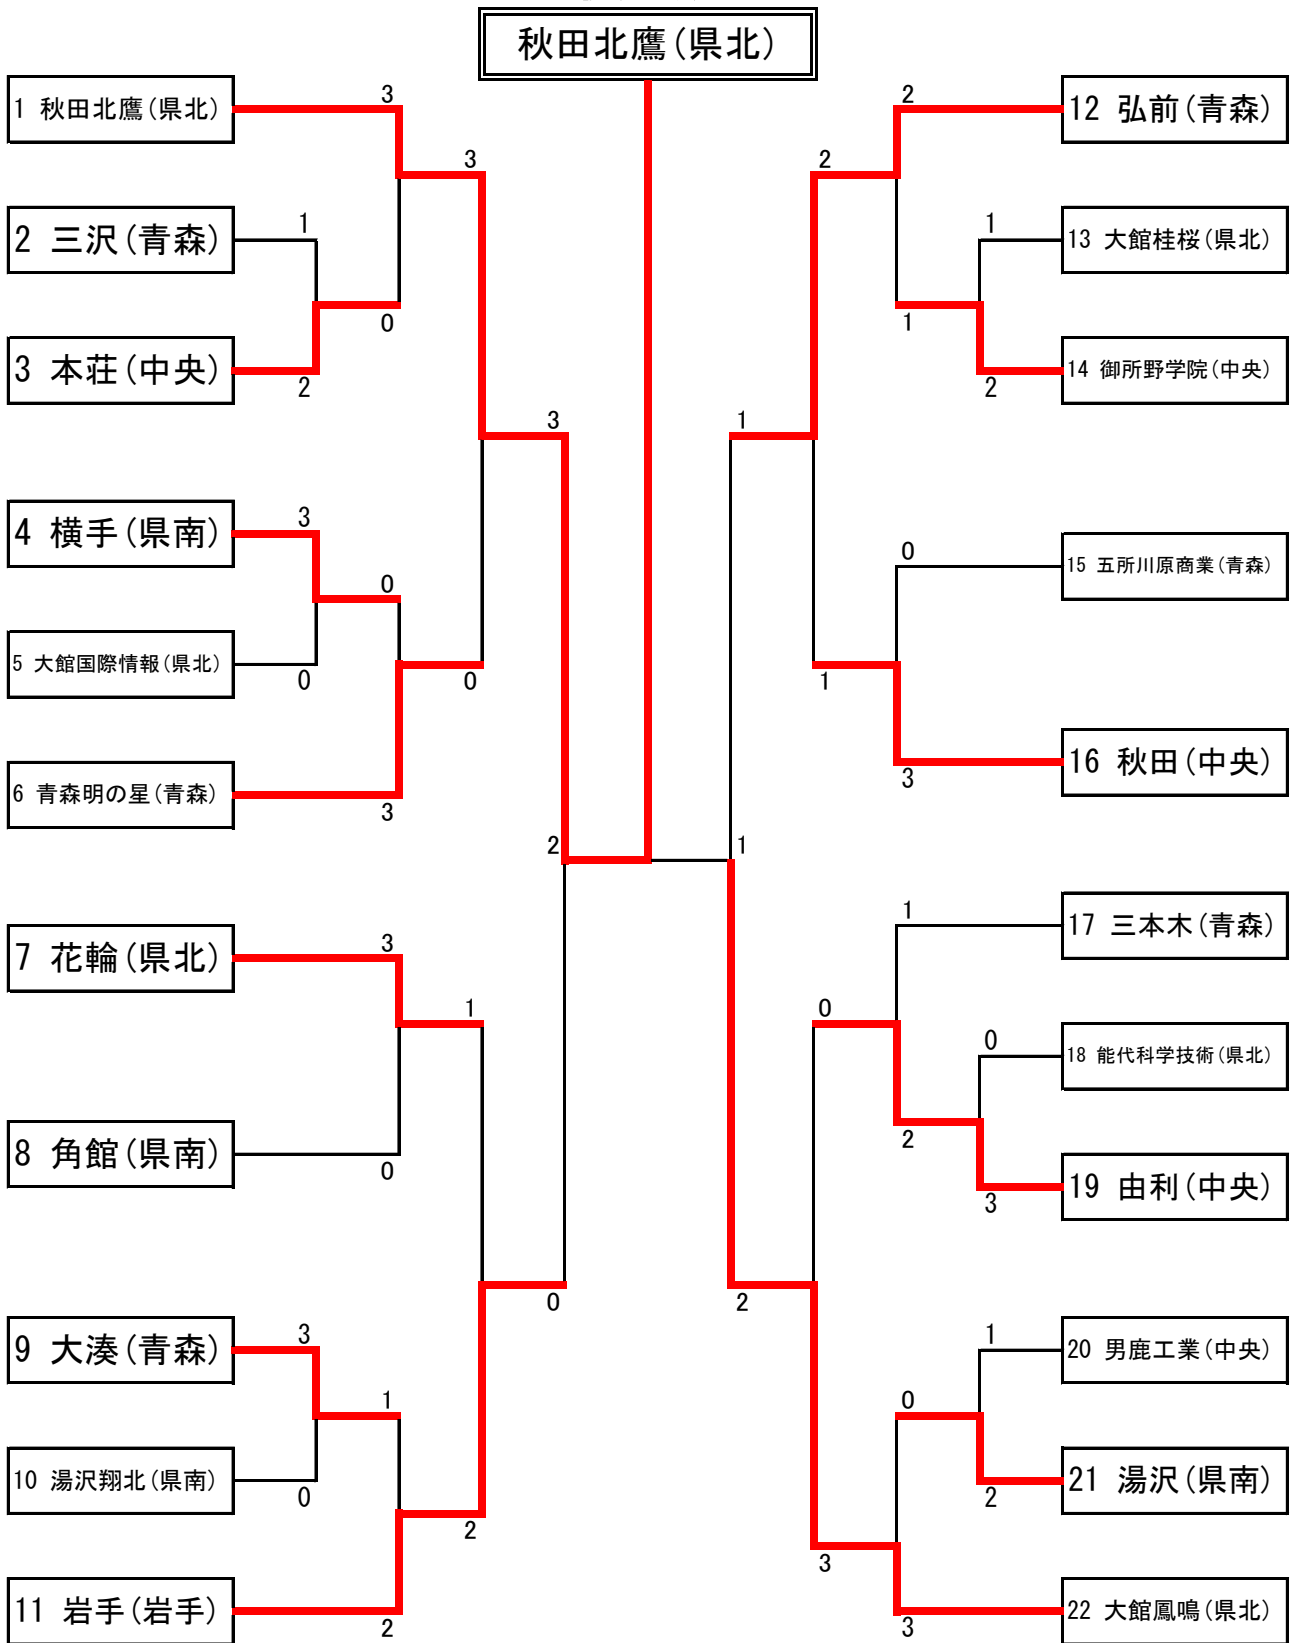 秋田北鷹(県北)
1 秋田北鷹(県北)
3
3
2 三沢(青森)
1
0
3 本荘(中央)
2
3
4 横手(県南)
3
0
5 大館国際情報(県北)
0
0
6 青森明の星(青森)
3
2
7 花輪(県北)
3
1
8 角館(県南)
0
0
9 大湊(青森)
3
1
10 湯沢翔北(県南)
0
2
11 岩手(岩手)
2
2
12 弘前(青森)
2
1
13 大館桂桜(県北)
1
14 御所野学院(中央)
2
1
0
15 五所川原商業(青森)
1
16 秋田(中央)
3
1
1
17 三本木(青森)
0
0
18 能代科学技術(県北)
2
19 由利(中央)
3
2
1
20 男鹿工業(中央)
0
21 湯沢(県南)
2
3
22 大館鳳鳴(県北)
3